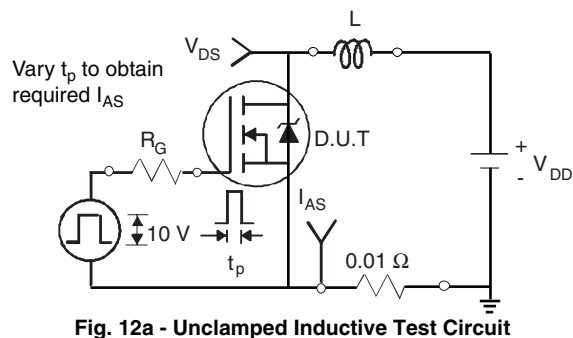 L
V_DS
Vary t_p to obtain
required I_AS
R_G
D.U.T
+
V_DD
-
I_AS
10 V
t_p
0.01 Ω
Fig. 12a - Unclamped Inductive Test Circuit